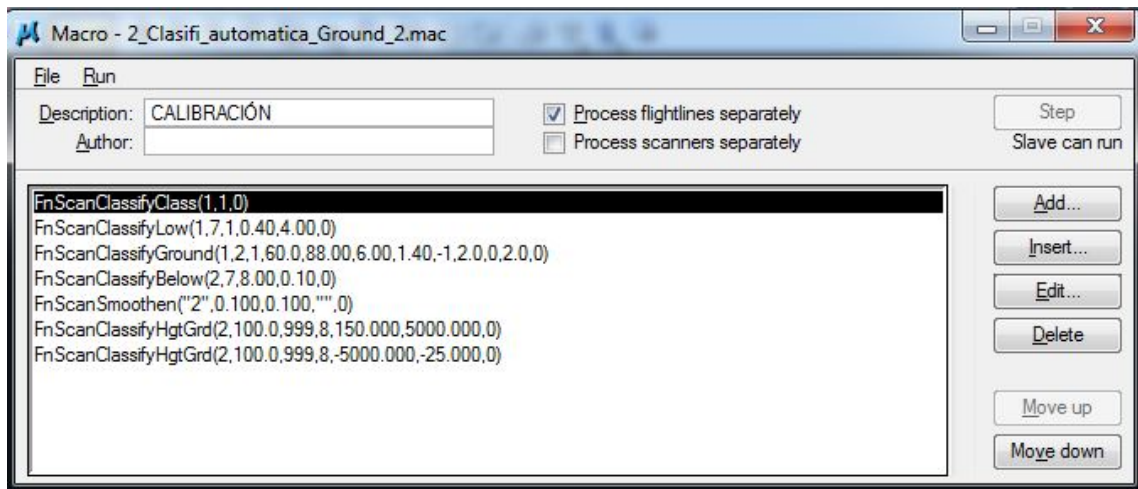 Macro - 2_Clasifi_automatica_Ground_2.mac
File Run
Description: CALIBRACIÓN
Process flightlines separately
Step
Author:
Process scanners separately
Slave can run
FnScanClassifyClass(1,1,0)
FnScanClassifyLow(1,7,1,0.40,4.00,0)
FnScanClassifyGround(1,2,1,60.0,88.00,6.00,1.40,-1,2.0,0,2.0,0)
FnScanClassifyBelow(2,7,8.00,0.10,0)
FnScanSmoothen("2",0.100,0.100,"",0)
FnScanClassifyHgtGrd(2,100.0,999,8,150.000,5000.000,0)
FnScanClassifyHgtGrd(2,100.0,999,8,-5000.000,-25.000,0)
Add...
Insert...
Edit...
Delete
Move up
Move down